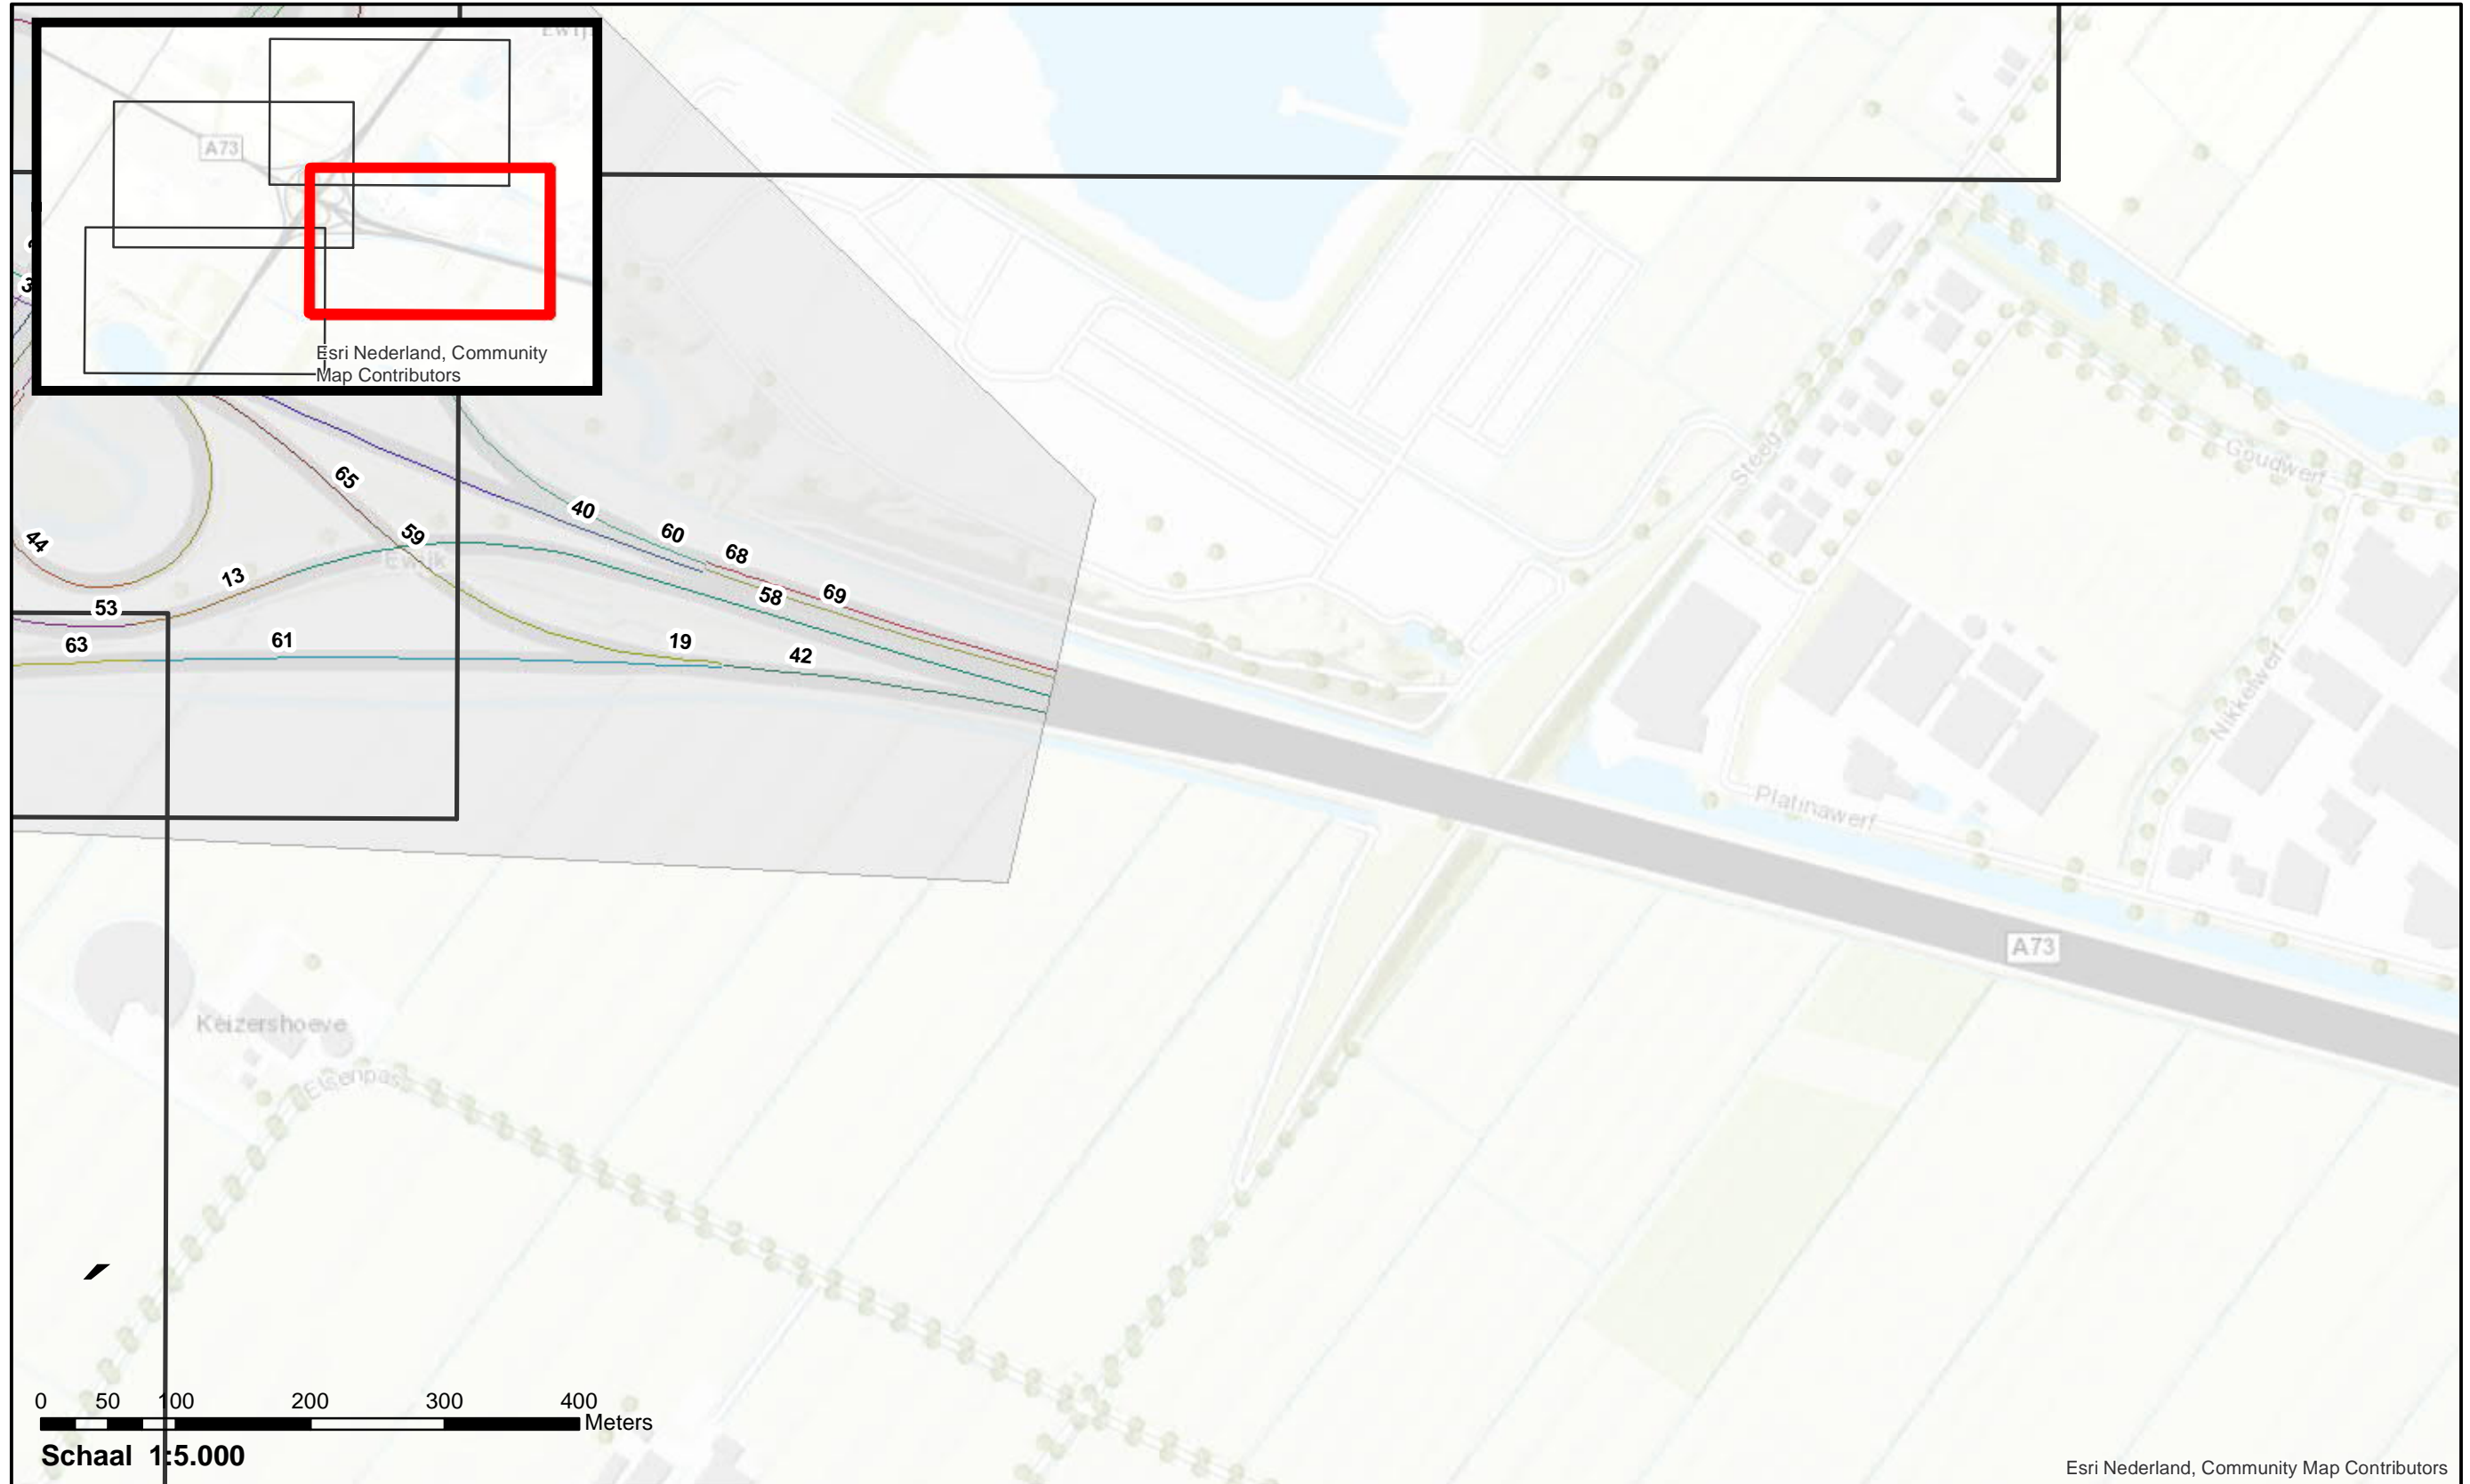 A73
Esri Nederland, Community
Map Contributors
65
40
60
68
69
58
59
44
13
53
63
61
19
42
Ewijk
Steeg
Goudwerf
Nikkelwerf
Platinawerf
A73
Keizershoeve
Elsenpas
0 50 100 200 300 400
Meters
Schaal 1:5.000
Esri Nederland, Community Map Contributors